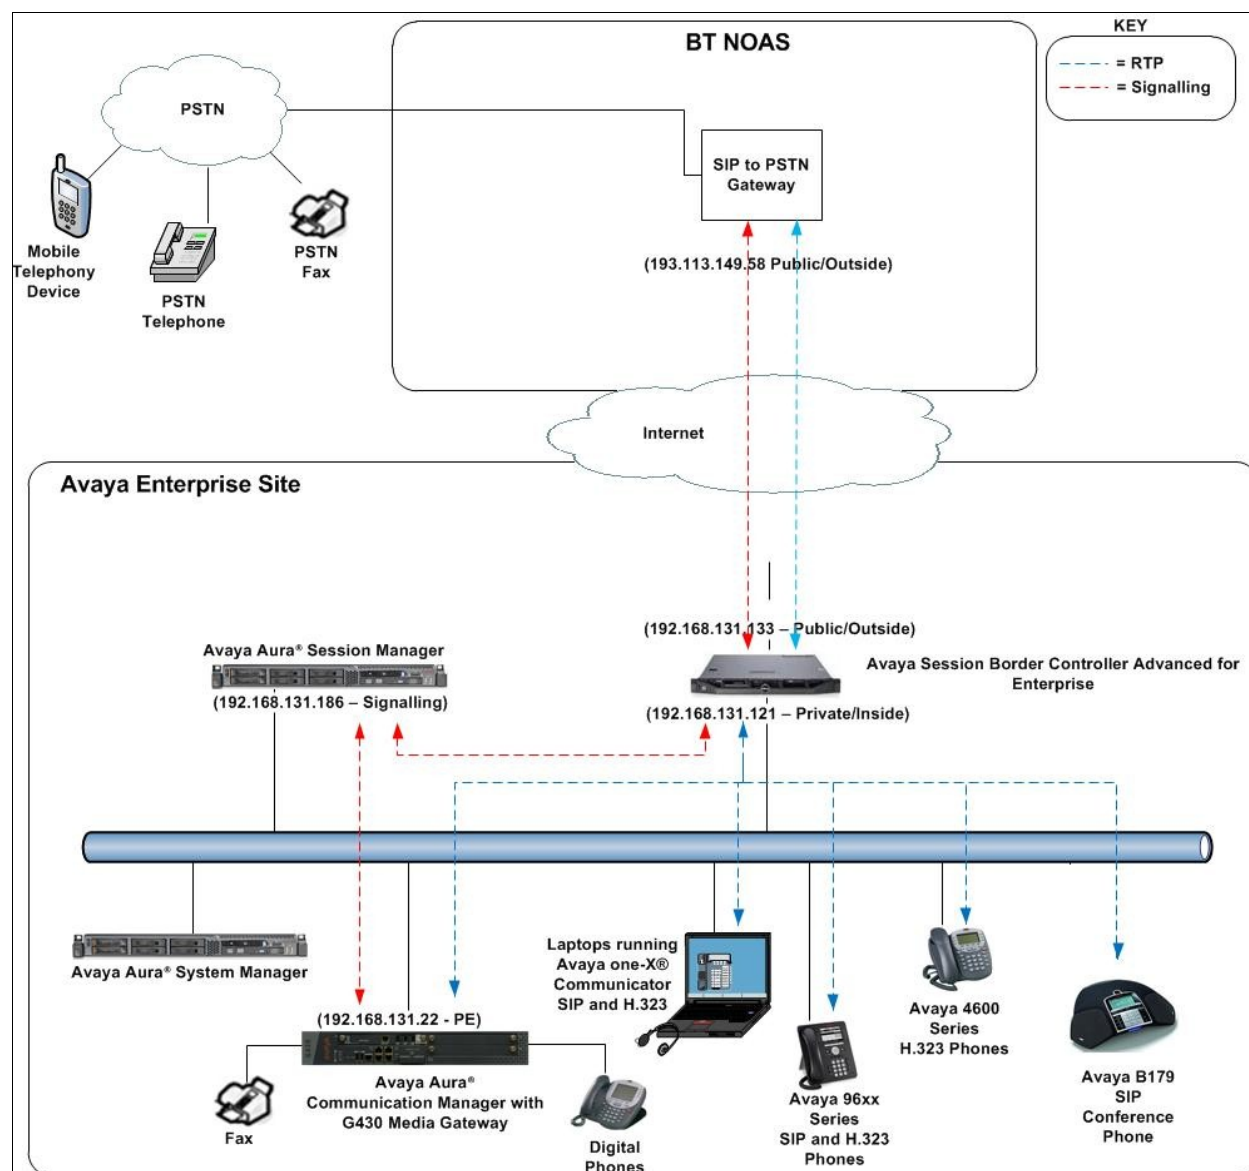 BT NOAS
KEY
= RTP
= Signalling
PSTN
SIP to PSTN
Gateway
Mobile
Telephony
Device
PSTN
Telephone
PSTN
Fax
(193.113.149.58 Public/Outside)
Internet
Avaya Enterprise Site
(192.168.131.133 – Public/Outside)
Avaya Aura® Session Manager
(192.168.131.186 – Signalling)
Avaya Session Border Controller Advanced for
Enterprise
(192.168.131.121 – Private/Inside)
Avaya Aura® System Manager
Laptops running
Avaya one-X®
Communicator
SIP and H.323
Avaya 4600
Series
H.323 Phones
(192.168.131.22 - PE)
Avaya Aura®
Communication Manager with
G430 Media Gateway
Fax
Digital
Phones
Avaya 96xx
Series
SIP and H.323
Phones
Avaya B179
SIP
Conference
Phone